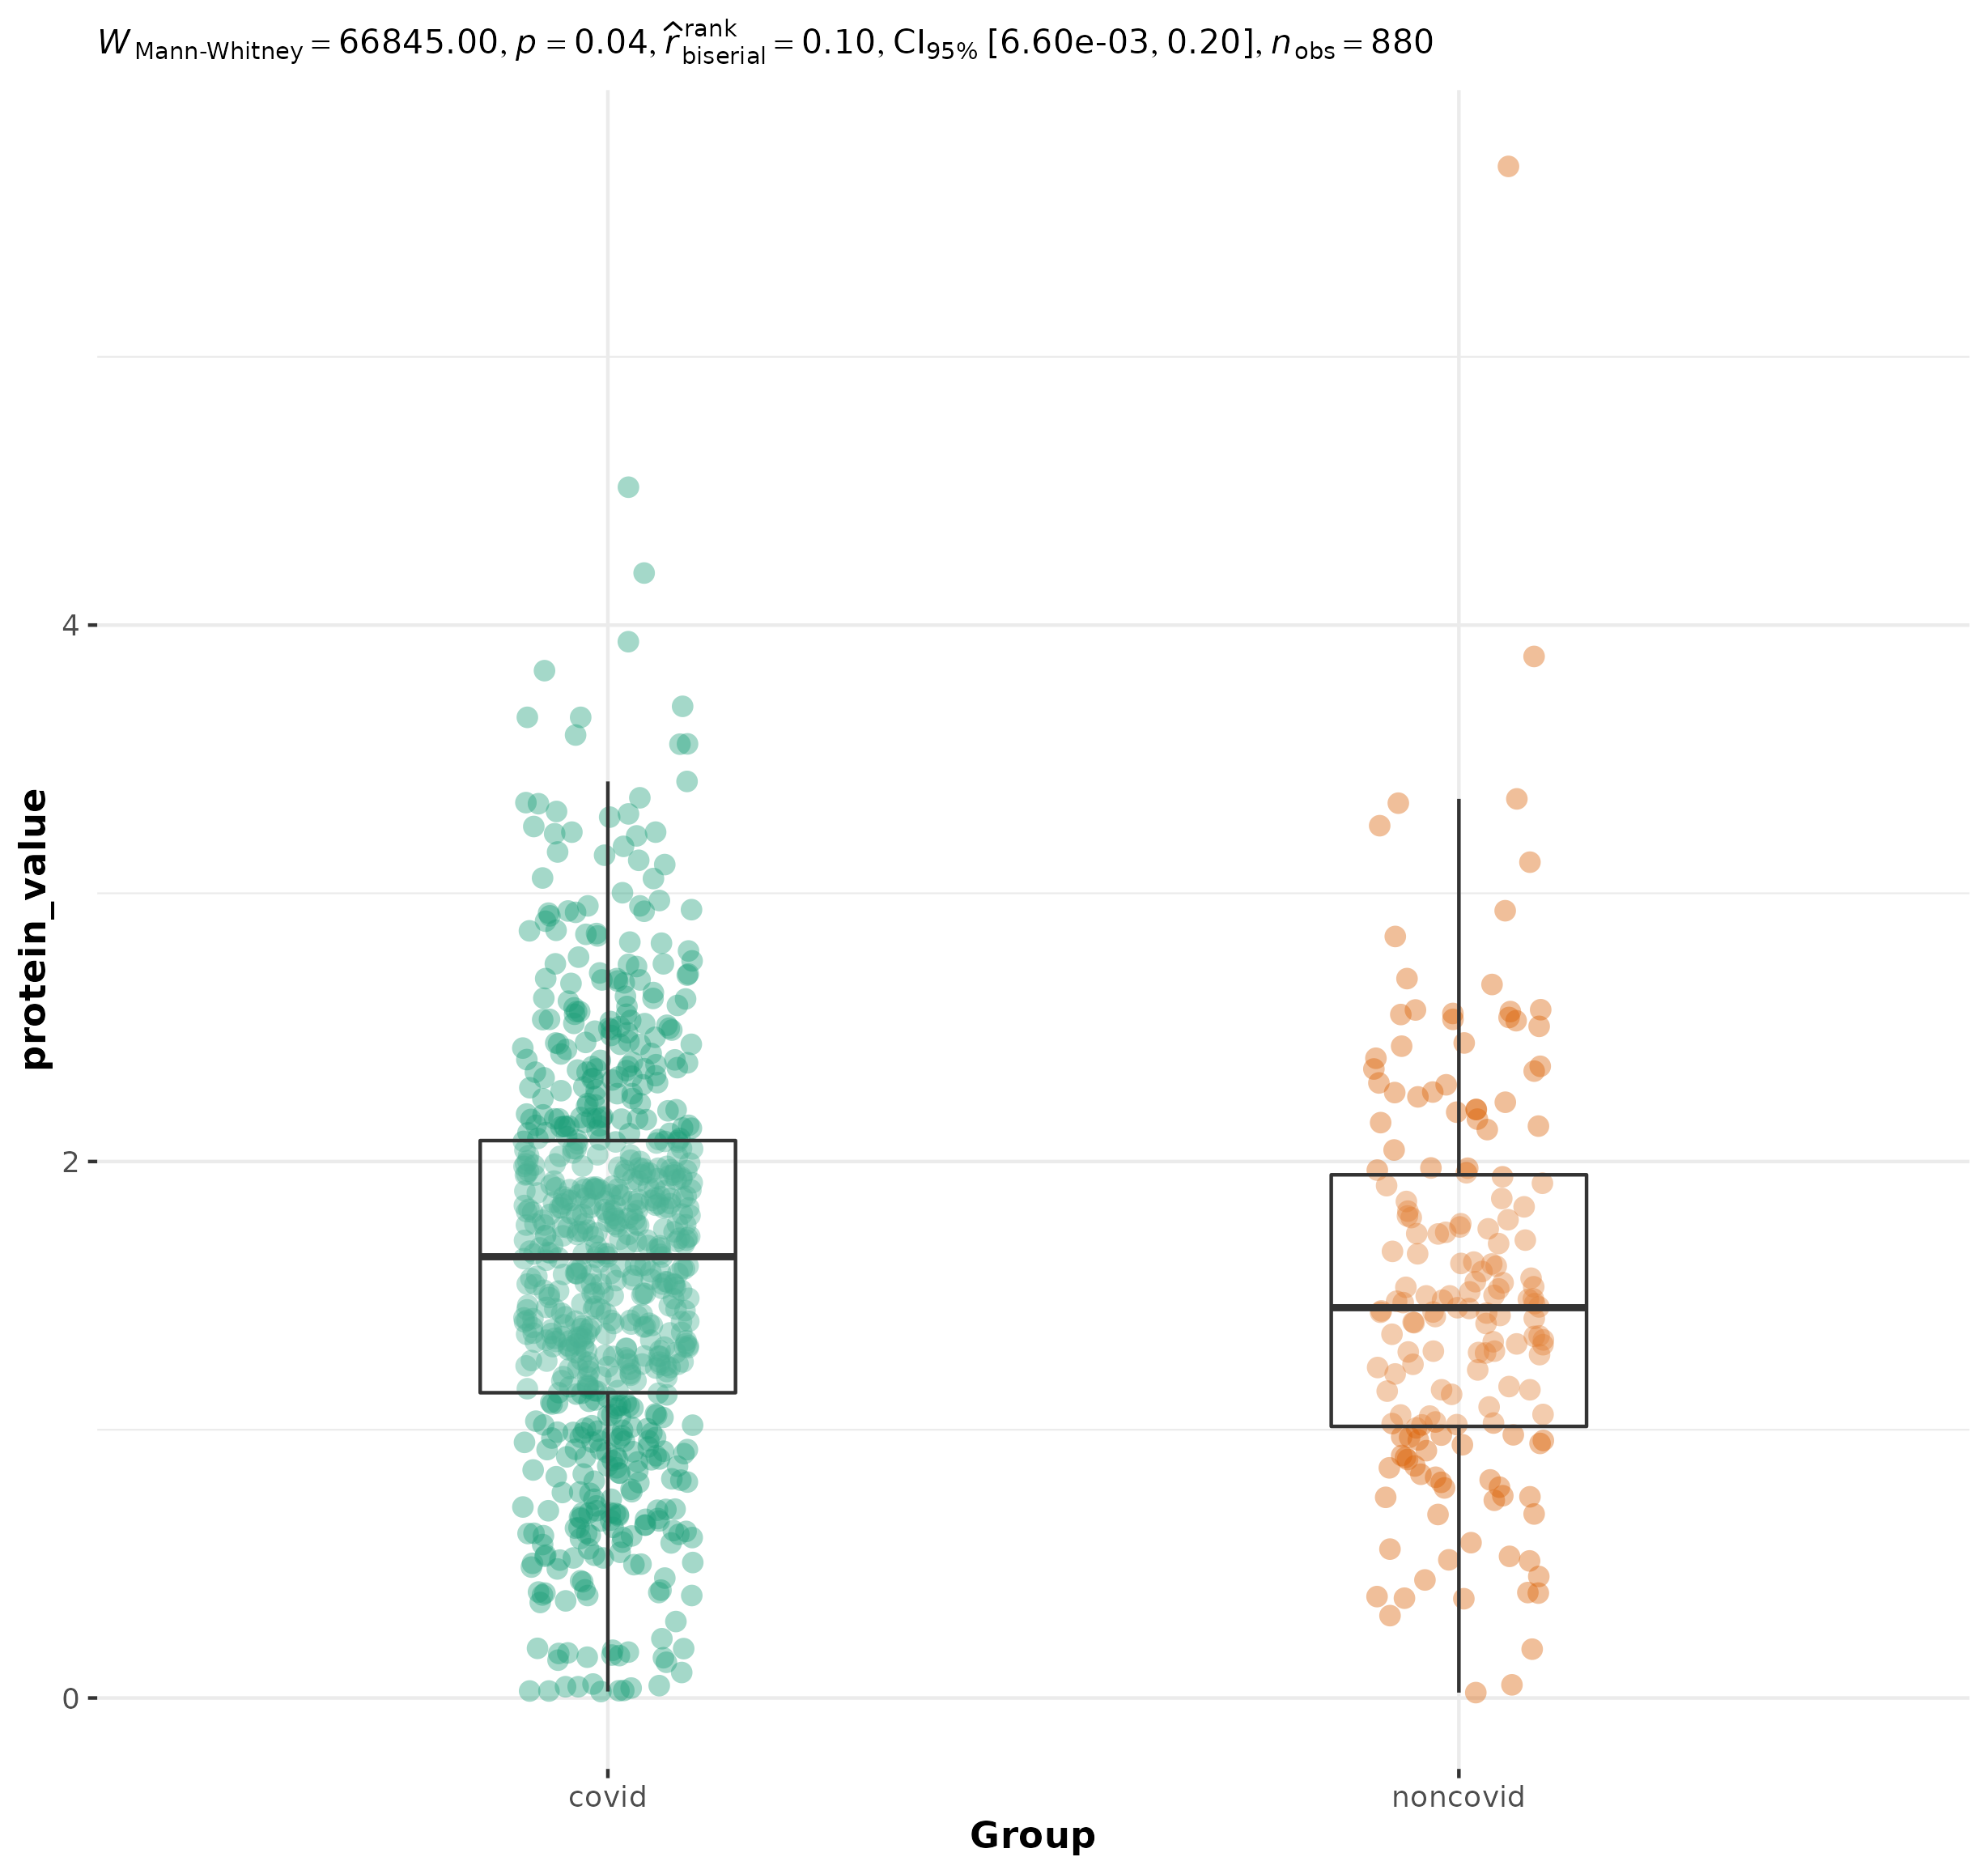 W Mann-Whitney = 66845.00, p = 0.04, r̂ rank biserial = 0.10, CI95% [6.60e-03, 0.20], n obs = 880
protein_value
4
2
0
covid noncovid
Group